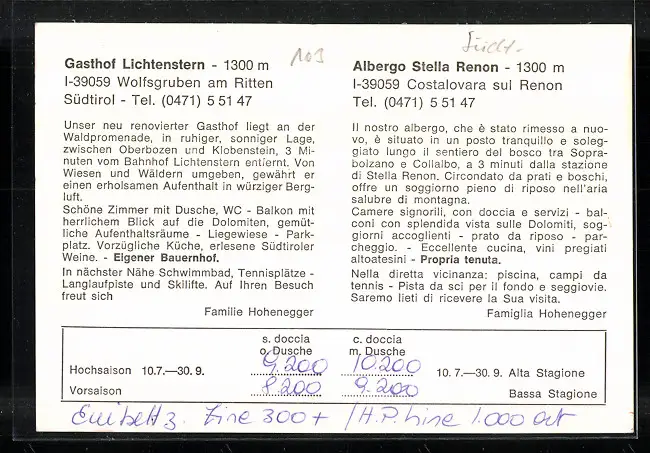 Gasthof Lichtenstern - 1300 m
I-39059 Wolfsgruben am Ritten
Südtirol - Tel. (0471) 5 51 47
Unser neu renovierter Gasthof liegt an der
Waldpromenade, in ruhiger, sonniger Lage,
zwischen Oberbozen und Klobenstein, 3 Mi-
nuten vom Bahnhof Lichtenstern entfernt. Von
Wiesen und Wäldern umgeben, gewährt er
einen erholsamen Aufenthalt in würziger Berg-
luft.
Schöne Zimmer mit Dusche, WC - Balkon mit
herrlichem Blick auf die Dolomiten, gemüt-
liche Aufenthaltsräume - Liegewiese - Park-
platz. Vorzügliche Küche, erlesene Südtiroler
Weine. - Eigener Bauernhof.
In nächster Nähe Schwimmbad, Tennisplätze -
Langlaufpiste und Skilifte. Auf Ihren Besuch
freut sich
Familie Hohenegger
109
Albergo Stella Renon - 1300 m
I-39059 Costalovara sul Renon
Tel. (0471) 5 51 47
Il nostro albergo, che è stato rimesso a nuo-
vo, è situato in un posto tranquillo e soleg-
giato lungo il sentiero del bosco tra Sopra-
bolzano e Collalbo, a 3 minuti dalla stazione
di Stella Renon. Circondato da prati e boschi,
offre un soggiorno pieno di riposo nell'aria
salubre di montagna.
Camere signorili, con doccia e servizi - bal-
coni con splendida vista sulle Dolomiti, sog-
giorni accoglienti - prato da riposo - par-
cheggio. - Eccellente cucina, vini pregiati
altoatesini - Propria tenuta.
Nella diretta vicinanza: piscina, campi da
tennis - Pista da sci per il fondo e seggiovie.
Saremo lieti di ricevere la Sua visita.
Famiglia Hohenegger
s. doccia c. doccia
o. Dusche m. Dusche
Hochsaison 10.7.—30.9. 9.200 10.200 10.7.—30.9. Alta Stagione
Vorsaison 8.200 9.200 Bassa Stagione
Einbettz. Lire 300 + / H.P. Lire 1.000